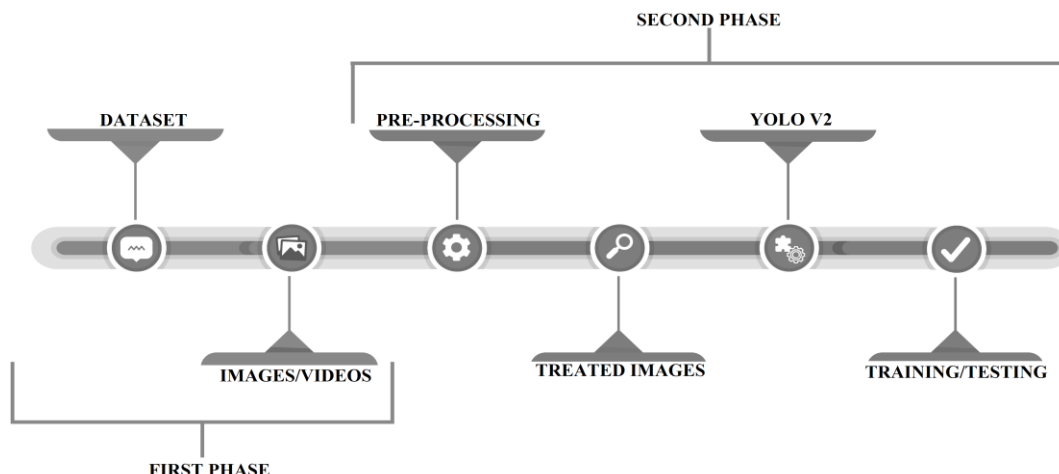 SECOND PHASE
DATASET
PRE-PROCESSING
YOLO V2
IMAGES/VIDEOS
TREATED IMAGES
TRAINING/TESTING
FIRST PHASE